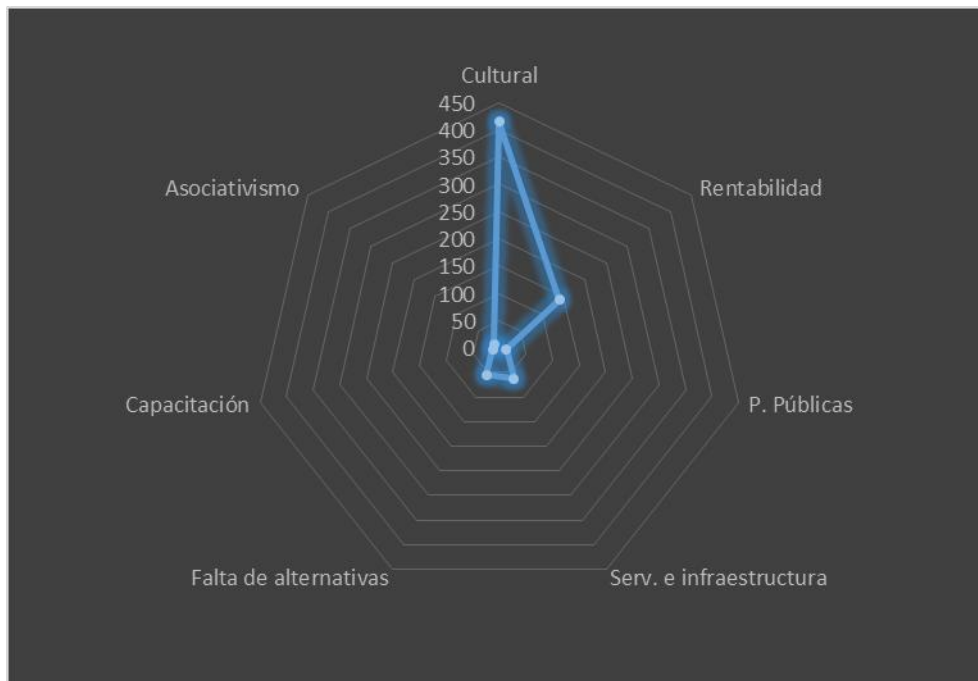 Cultural
450
400
350
300
250
200
150
100
50
0
Rentabilidad
P. Públicas
Serv. e infraestructura
Falta de alternativas
Capacitación
Asociativismo